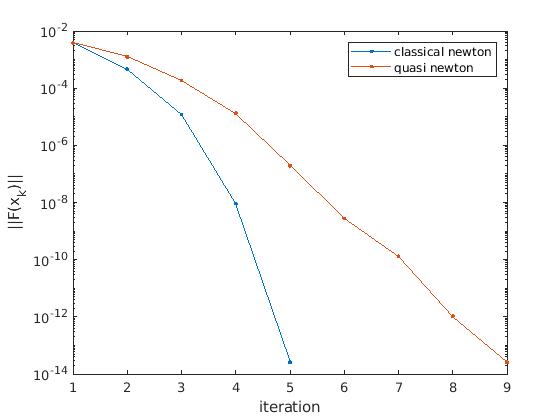 classical newton
quasi newton
10^-2
10^-4
10^-6
10^-8
10^-10
10^-12
10^-14
||F(x_k)||
1 2 3 4 5 6 7 8 9
iteration